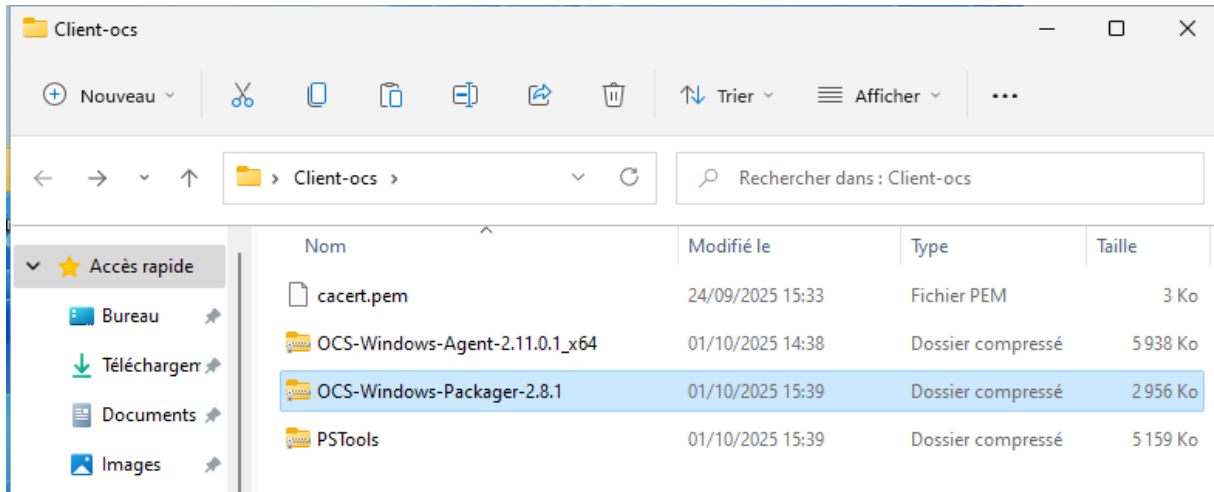 Client-ocs
Nouveau Trier Afficher
Client-ocs Rechercher dans : Client-ocs
Nom Modifié le Type Taille
Accès rapide
cacert.pem 24/09/2025 15:33 Fichier PEM 3 Ko
Bureau
OCS-Windows-Agent-2.11.0.1_x64 01/10/2025 14:38 Dossier compressé 5 938 Ko
Téléchargem
OCS-Windows-Packager-2.8.1 01/10/2025 15:39 Dossier compressé 2 956 Ko
Documents
PSTools 01/10/2025 15:39 Dossier compressé 5 159 Ko
Images